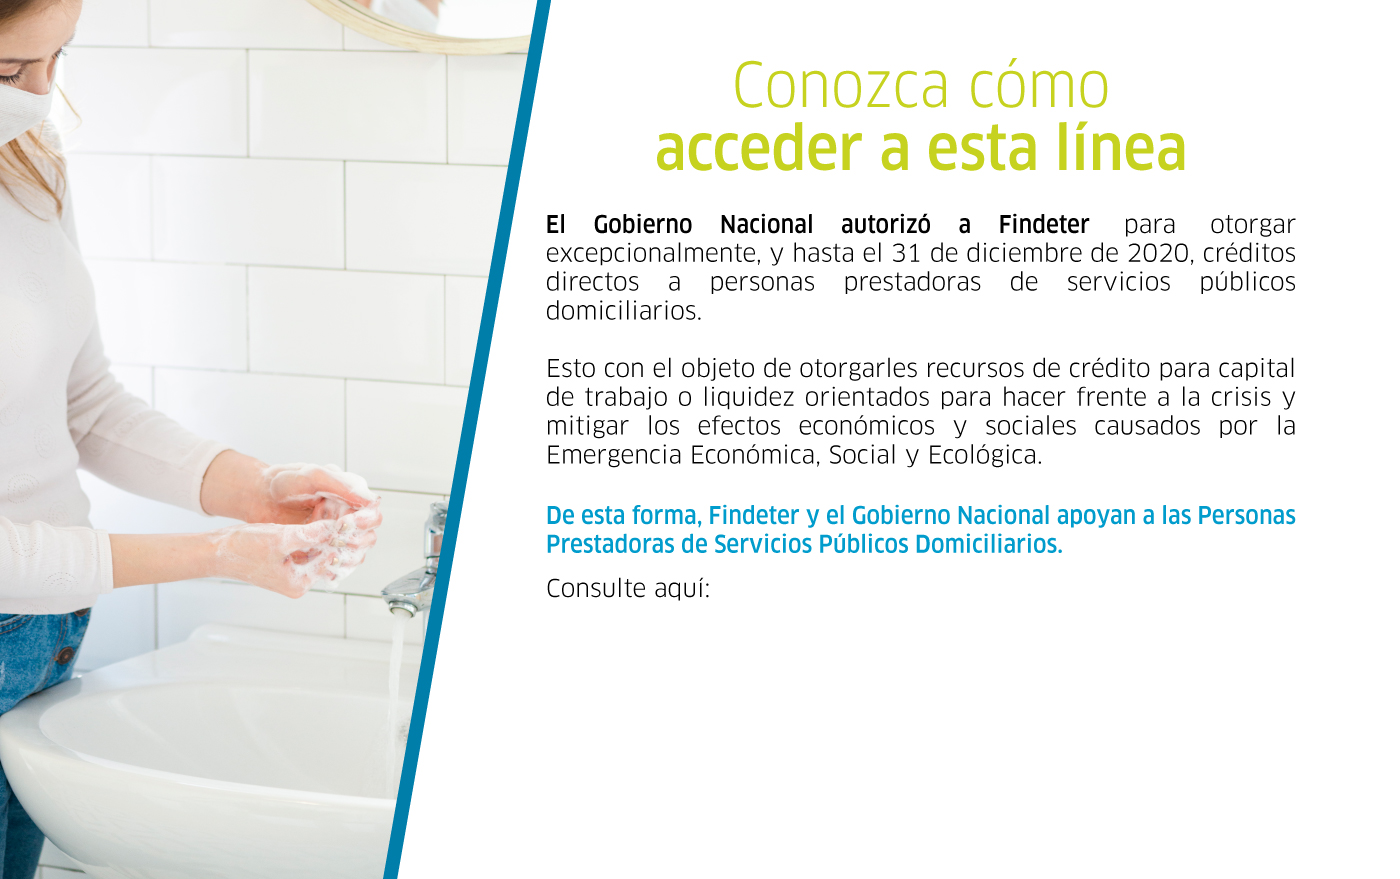 Conozca cómo
acceder a esta línea
El Gobierno Nacional autorizó a Findeter para otorgar
excepcionalmente, y hasta el 31 de diciembre de 2020, créditos
directos a personas prestadoras de servicios públicos
domiciliarios.
Esto con el objeto de otorgarles recursos de crédito para capital
de trabajo o liquidez orientados para hacer frente a la crisis y
mitigar los efectos económicos y sociales causados por la
Emergencia Económica, Social y Ecológica.
De esta forma, Findeter y el Gobierno Nacional apoyan a las Personas
Prestadoras de Servicios Públicos Domiciliarios.
Consulte aquí: